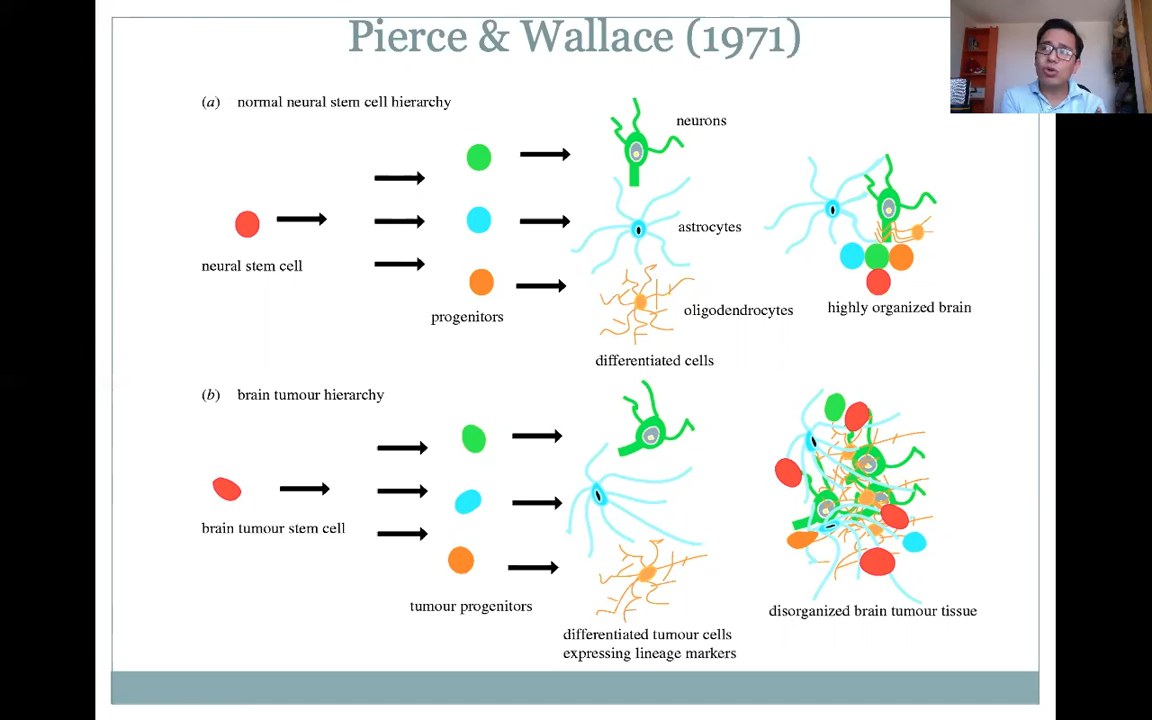 Pierce & Wallace (1971)
(a) normal neural stem cell hierarchy
neurons
astrocytes
neural stem cell
oligodendrocytes
highly organized brain
progenitors
differentiated cells
(b) brain tumour hierarchy
brain tumour stem cell
tumour progenitors
disorganized brain tumour tissue
differentiated tumour cells
expressing lineage markers